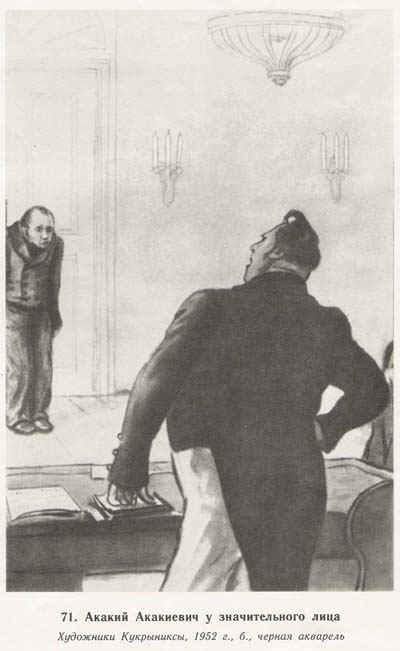 71. Акакий Акакиевич у значительного лица
Художники Кукрыниксы, 1952 г., б., черная акварель